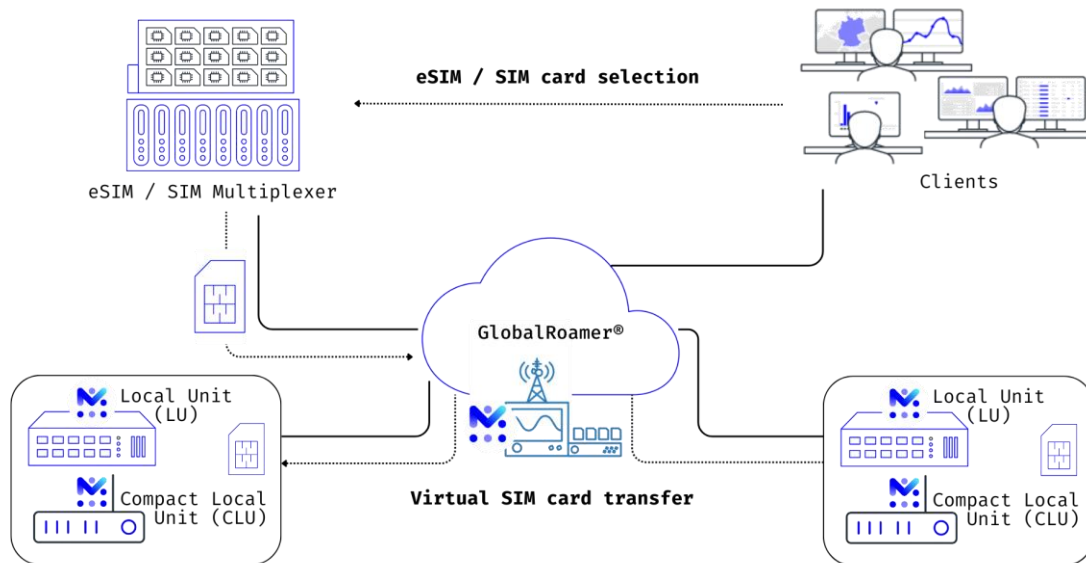 eSIM / SIM card selection
eSIM / SIM Multiplexer
Clients
GlobalRoamer®
Local Unit
(LU)
Compact Local
Unit (CLU)
Virtual SIM card transfer
Local Unit
(LU)
Compact Local
Unit (CLU)